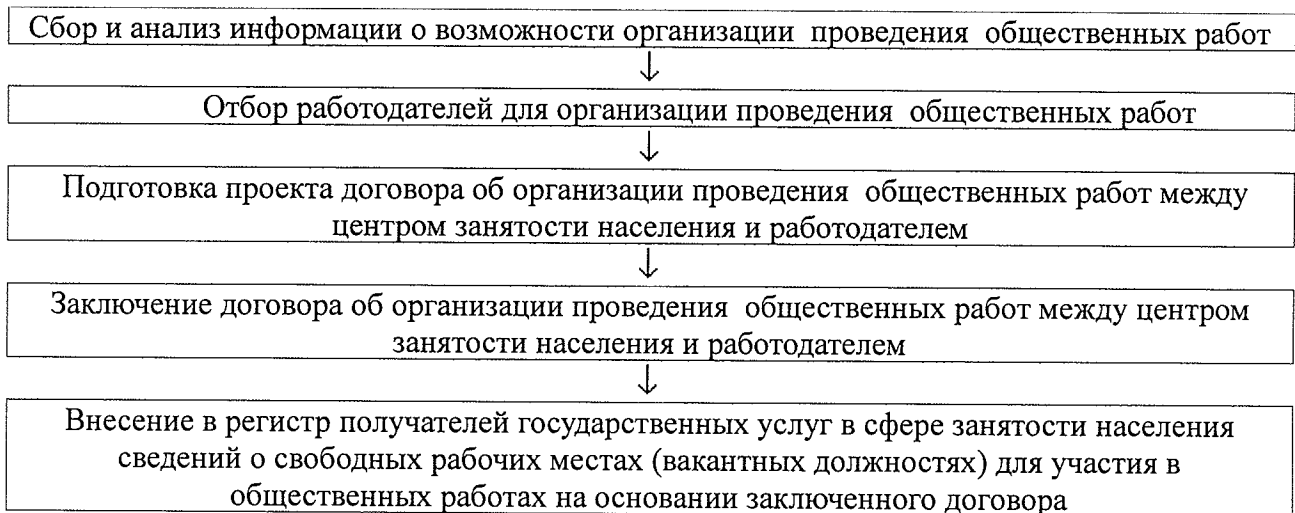 Сбор и анализ информации о возможности организации проведения общественных работ
Отбор работодателей для организации проведения общественных работ
Подготовка проекта договора об организации проведения общественных работ между
центром занятости населения и работодателем
Заключение договора об организации проведения общественных работ между центром
занятости населения и работодателем
Внесение в регистр получателей государственных услуг в сфере занятости населения
сведений о свободных рабочих местах (вакантных должностях) для участия в
общественных работах на основании заключенного договора